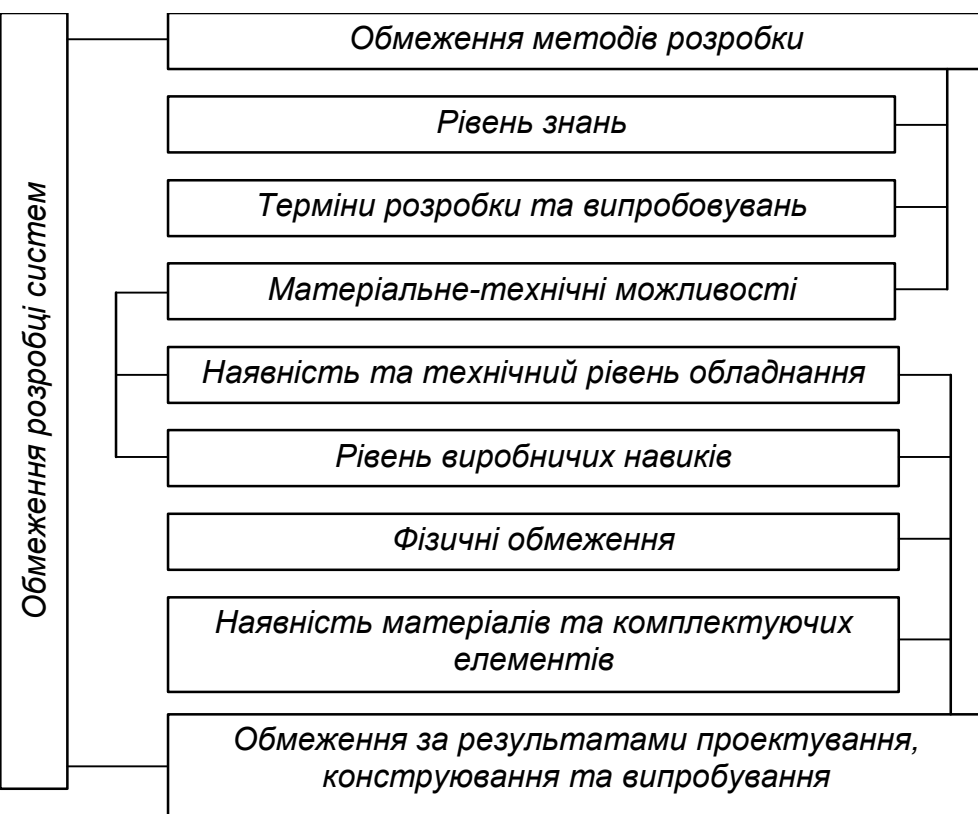 Обмеження розробці систем
Обмеження методів розробки
Рівень знань
Терміни розробки та випробовувань
Матеріальне-технічні можливості
Наявність та технічний рівень обладнання
Рівень виробничих навиків
Фізичні обмеження
Наявність матеріалів та комплектуючих
елементів
Обмеження за результатами проектування,
конструювання та випробування